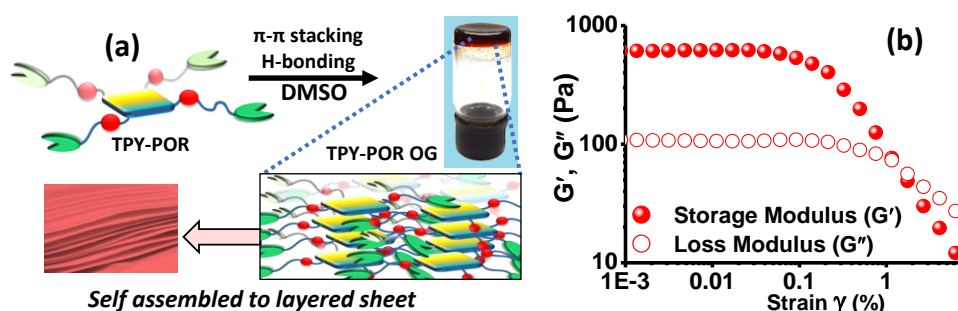 (a)
π-π stacking
H-bonding
DMSO
TPY-POR
TPY-POR OG
Self assembled to layered sheet
(b)
G′, G″ (Pa)
1000
100
10
Storage Modulus (G′)
Loss Modulus (G″)
1E-3 0.01 0.1 1
Strain γ (%)